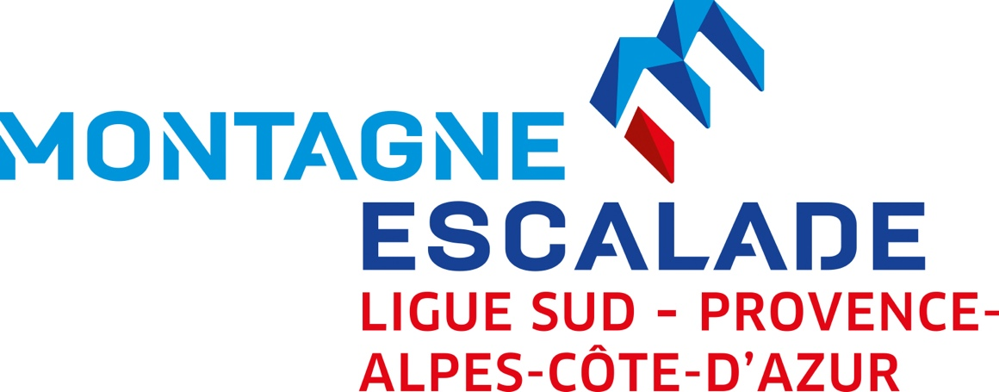 MONTAGNE
ESCALADE
LIGUE SUD - PROVENCE-
ALPES-CÔTE-D’AZUR